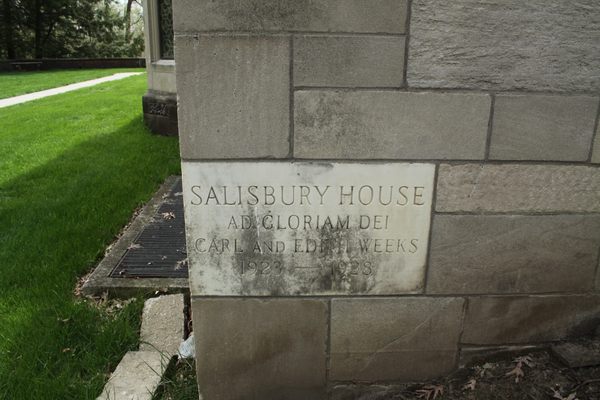 SALISBURY HOUSE
AD GLORIAM DEI
CARL AND EDITH WEEKS
1923 — 1928